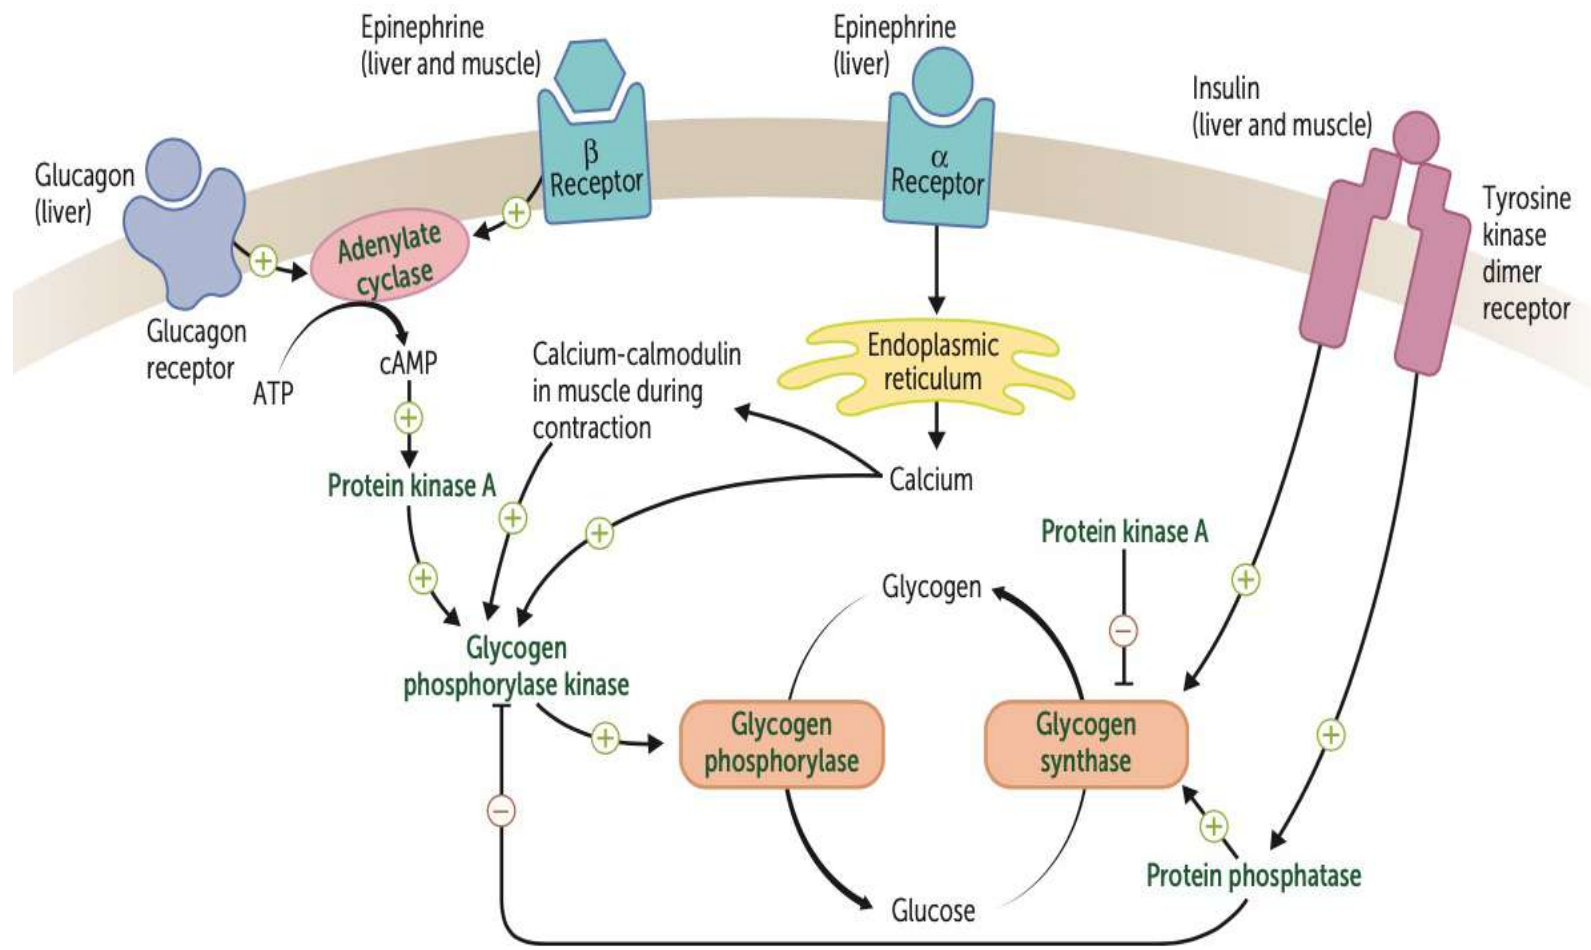 Epinephrine
(liver and muscle)
Epinephrine
(liver)
Insulin
(liver and muscle)
Glucagon
(liver)
β
Receptor
α
Receptor
Tyrosine
kinase
dimer
receptor
+
+
Adenylate
cyclase
Glucagon
receptor
ATP
cAMP
Calcium-calmodulin
in muscle during
contraction
Endoplasmic
reticulum
+
Protein kinase A
Calcium
+
+
Protein kinase A
+
+
Glycogen
−
Glycogen
phosphorylase kinase
+
Glycogen
phosphorylase
Glycogen
synthase
+
−
+
Protein phosphatase
Glucose